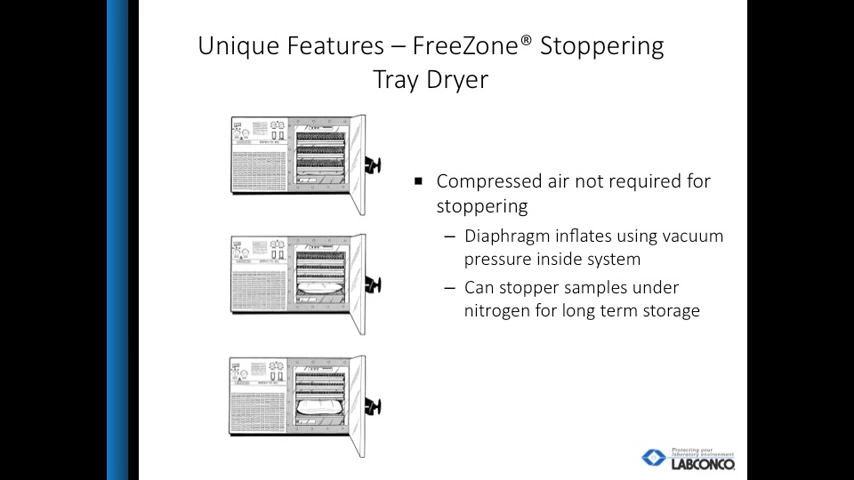 Unique Features – FreeZone® Stoppering
Tray Dryer
▪ Compressed air not required for
stoppering
– Diaphragm inflates using vacuum
pressure inside system
– Can stopper samples under
nitrogen for long term storage
Protecting your
laboratory environment
LABCONCO